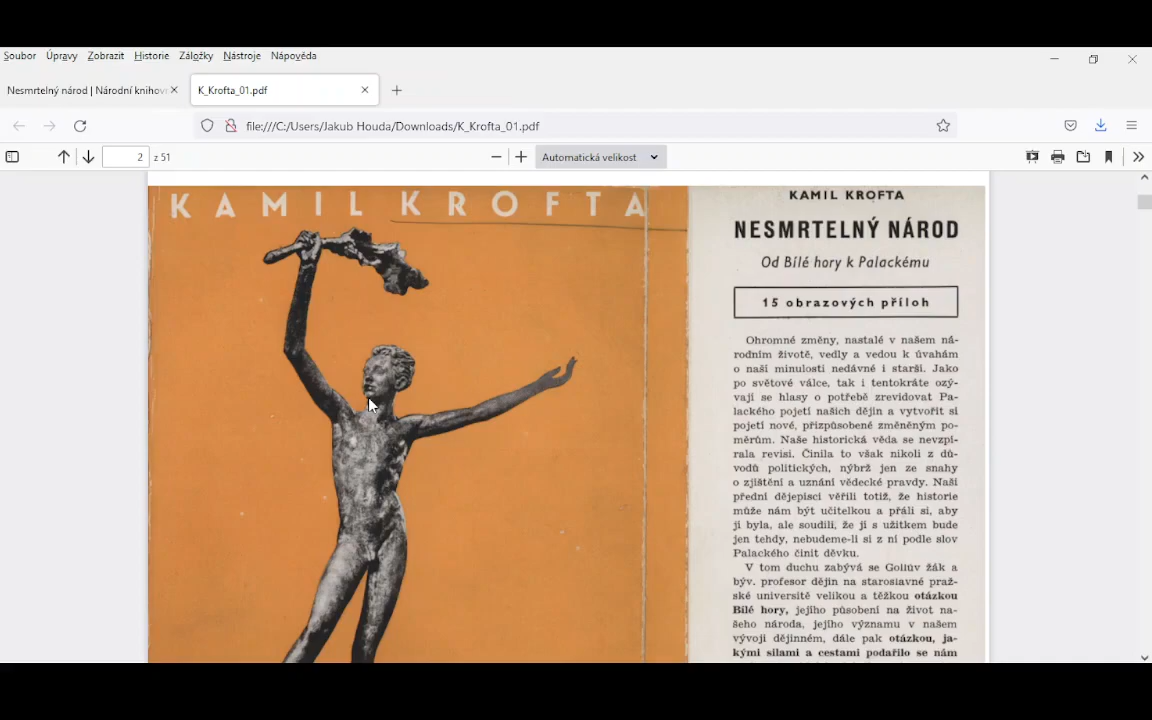 Soubor Úpravy Zobrazit Historie Záložky Nástroje Nápověda
Nesmrtelný národ | Národní knihov
K_Krofta_01.pdf
file:///C:/Users/Jakub Houda/Downloads/K_Krofta_01.pdf
2 z 51
Automatická velikost
KAMIL KROFTA
KAMIL KROFTA
NESMRTELNÝ NÁROD
Od Bílé hory k Palackému
15 obrazových příloh
Ohromné změny, nastalé v našem ná-
rodním životě, vedly a vedou k úvahám
o naší minulosti nedávné i starší. Jako
po světové válce, tak i tentokráte ozý-
vají se hlasy o potřebě zrevidovat Pa-
lackého pojetí našich dějin a vytvořit si
pojetí nové, přizpůsobené změněným po-
měrům. Naše historická věda se nevzpí-
rala revisi. Činila to však nikoli z dů-
vodů politických, nýbrž jen ze snahy
o zjištění a uznání vědecké pravdy. Naši
přední dějepisci věřili totiž, že historie
může nám být učitelkou a přáli si, aby
jí byla, ale soudili, že jí s užitkem bude
jen tehdy, nebudeme-li si z ní podle slov
Palackého činit děvku.
V tom duchu zabývá se Gollův žák a
býv. profesor dějin na staroslavné praž-
ské universitě velikou a těžkou otázkou
Bílé hory, jejího působení na život na-
šeho národa, jejího významu v našem
vývoji dějinném, dále pak otázkou, ja-
kými silami a cestami podařilo se nám